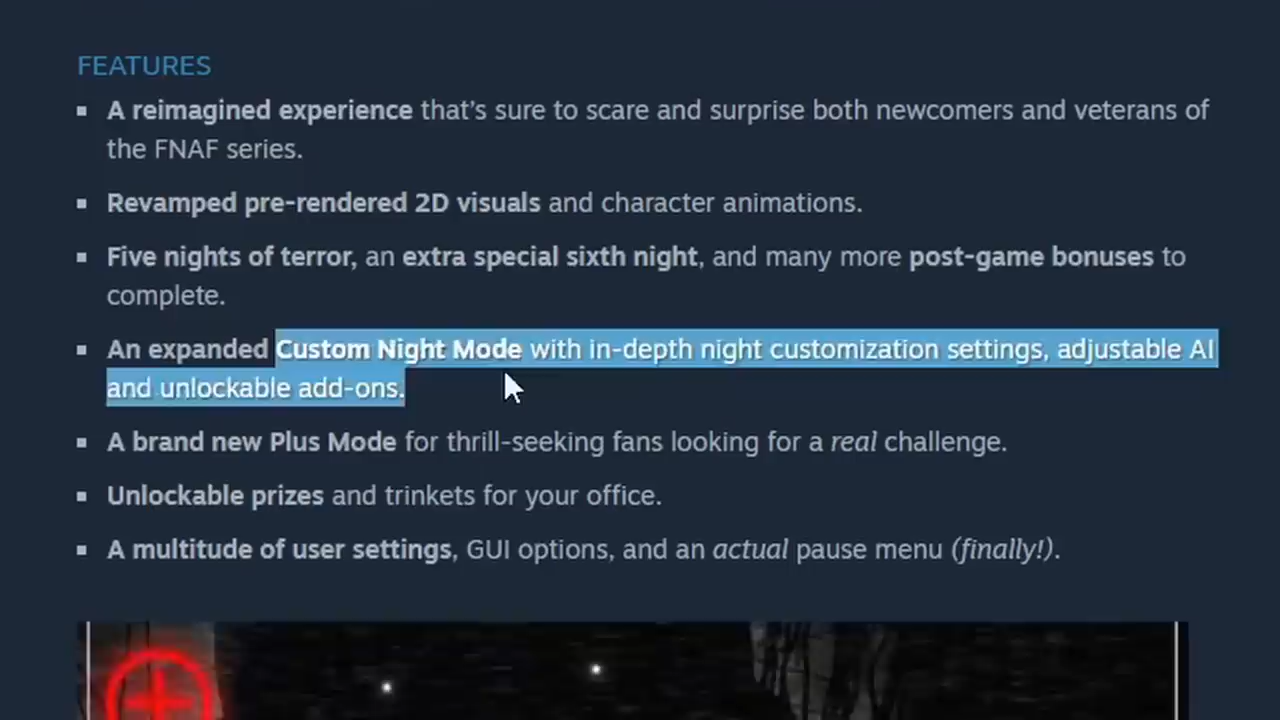 FEATURES
A reimagined experience that's sure to scare and surprise both newcomers and veterans of
the FNAF series.
Revamped pre-rendered 2D visuals and character animations.
Five nights of terror, an extra special sixth night, and many more post-game bonuses to
complete.
An expanded Custom Night Mode with in-depth night customization settings, adjustable AI
and unlockable add-ons.
A brand new Plus Mode for thrill-seeking fans looking for a real challenge.
Unlockable prizes and trinkets for your office.
A multitude of user settings, GUI options, and an actual pause menu (finally!).